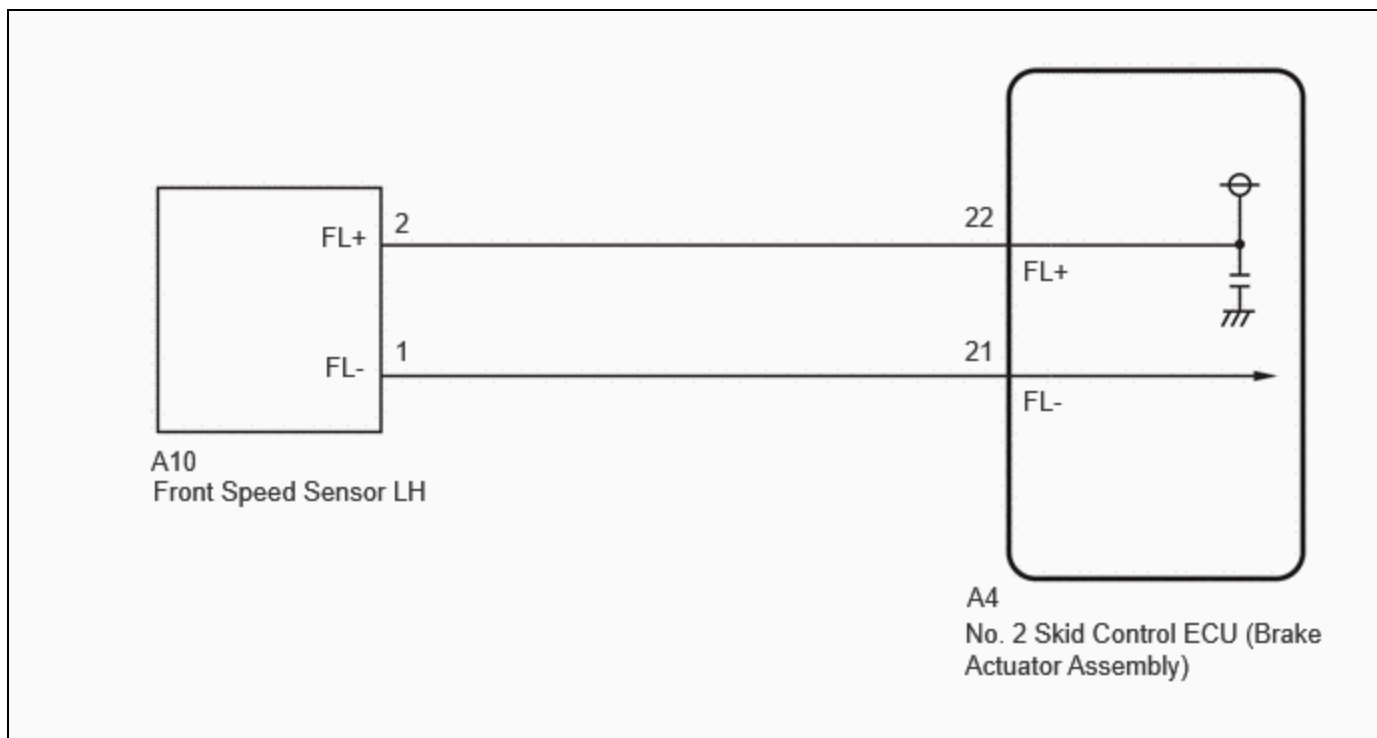 FL+ 2
22
FL+
FL- 1
21
FL-
A10
Front Speed Sensor LH
A4
No. 2 Skid Control ECU (Brake
Actuator Assembly)